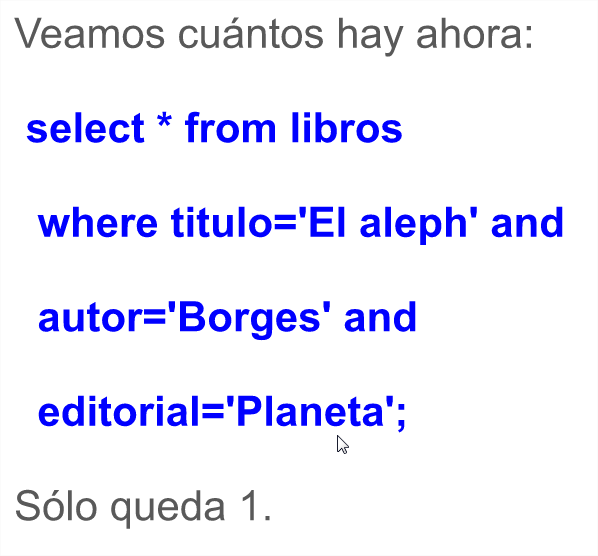 Veamos cuántos hay ahora:
select * from libros
where titulo='El aleph' and
autor='Borges' and
editorial='Planeta';
Sólo queda 1.